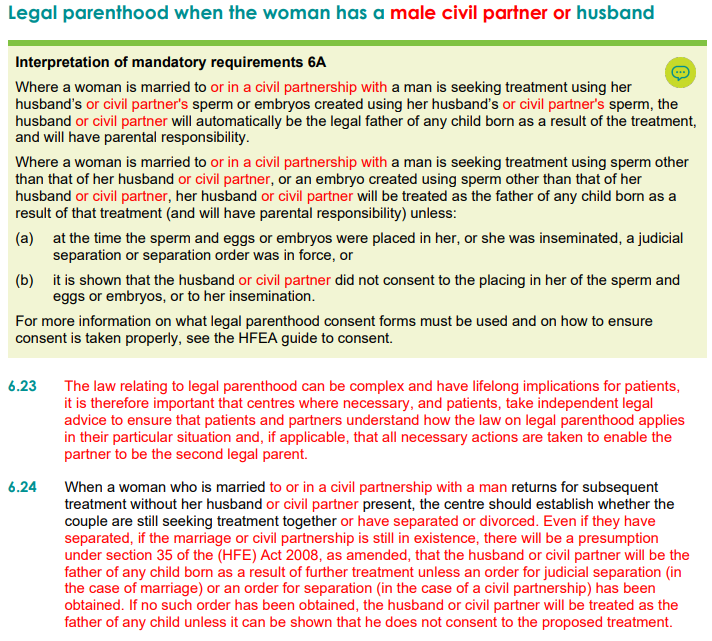 Legal parenthood when the woman has a male civil partner or husband
Interpretation of mandatory requirements 6A
Where a woman is married to or in a civil partnership with a man is seeking treatment using her
husband's or civil partner's sperm or embryos created using her husband's or civil partner's sperm, the
husband or civil partner will automatically be the legal father of any child born as a result of the treatment,
and will have parental responsibility.
Where a woman is married to or in a civil partnership with a man is seeking treatment using sperm other
than that of her husband or civil partner, or an embryo created using sperm other than that of her
husband or civil partner, her husband or civil partner will be treated as the father of any child born as a
result of that treatment (and will have parental responsibility) unless:
(a) at the time the sperm and eggs or embryos were placed in her, or she was inseminated, a judicial
separation or separation order was in force, or
(b) it is shown that the husband or civil partner did not consent to the placing in her of the sperm and
eggs or embryos, or to her insemination.
For more information on what legal parenthood consent forms must be used and on how to ensure
consent is taken properly, see the HFEA guide to consent.
6.23 The law relating to legal parenthood can be complex and have lifelong implications for patients,
it is therefore important that centres where necessary, and patients, take independent legal
advice to ensure that patients and partners understand how the law on legal parenthood applies
in their particular situation and, if applicable, that all necessary actions are taken to enable the
partner to be the second legal parent.
6.24 When a woman who is married to or in a civil partnership with a man returns for subsequent
treatment without her husband or civil partner present, the centre should establish whether the
couple are still seeking treatment together or have separated or divorced. Even if they have
separated, if the marriage or civil partnership is still in existence, there will be a presumption
under section 35 of the (HFE) Act 2008, as amended, that the husband or civil partner will be the
father of any child born as a result of further treatment unless an order for judicial separation (in
the case of marriage) or an order for separation (in the case of a civil partnership) has been
obtained. If no such order has been obtained, the husband or civil partner will be treated as the
father of any child unless it can be shown that he does not consent to the proposed treatment.